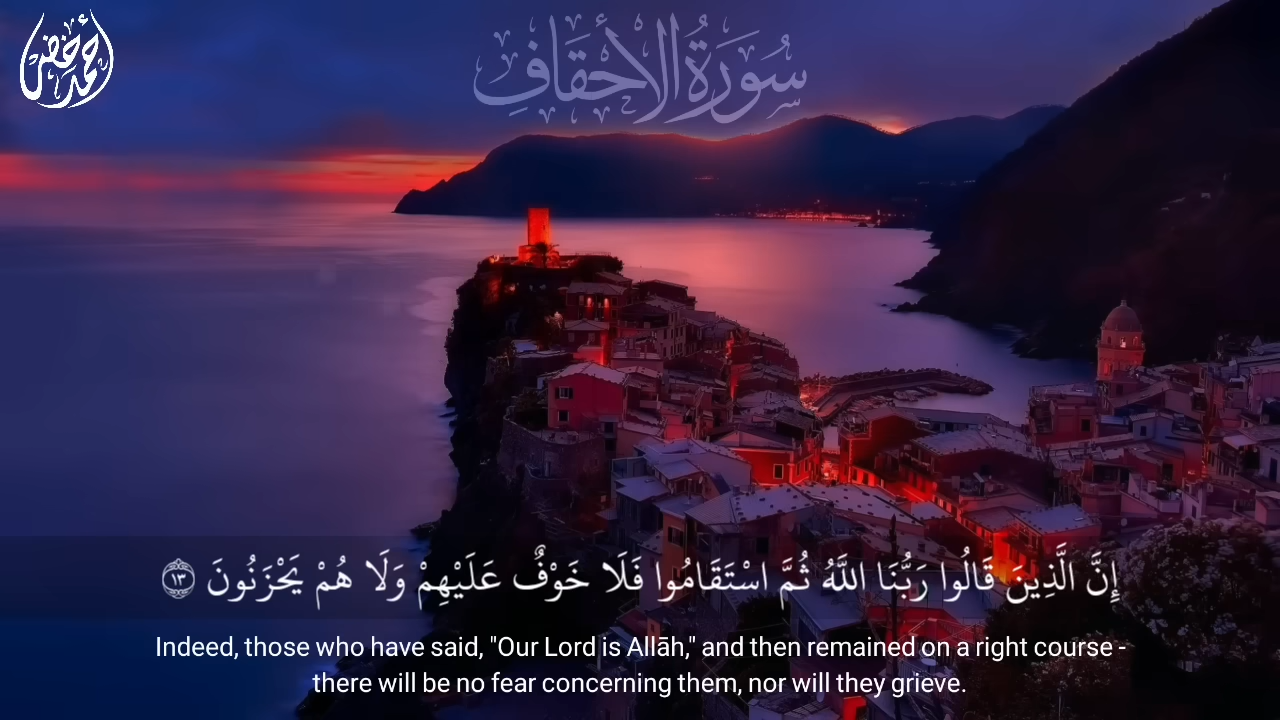 أحمد خضر
سُورَةُ الأَحْقَافِ
إِنَّ الَّذِينَ قَالُوا رَبُّنَا اللَّهُ ثُمَّ اسْتَقَامُوا فَلَا خَوْفٌ عَلَيْهِمْ وَلَا هُمْ يَحْزَنُونَ ١٣
Indeed, those who have said, "Our Lord is Allāh," and then remained on a right course -
there will be no fear concerning them, nor will they grieve.